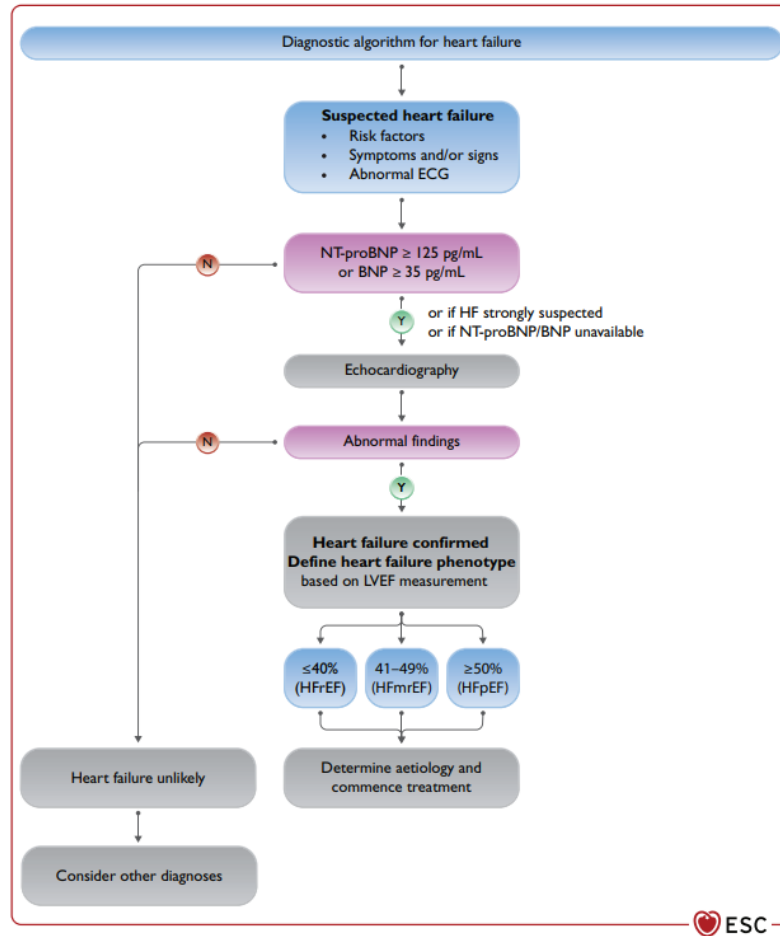 Diagnostic algorithm for heart failure
Suspected heart failure
• Risk factors
• Symptoms and/or signs
• Abnormal ECG
N
NT-proBNP ≥ 125 pg/mL
or BNP ≥ 35 pg/mL
Y
or if HF strongly suspected
or if NT-proBNP/BNP unavailable
Echocardiography
N
Abnormal findings
Y
Heart failure confirmed
Define heart failure phenotype
based on LVEF measurement
≤40%
(HFrEF)
41–49%
(HFmrEF)
≥50%
(HFpEF)
Heart failure unlikely
Determine aetiology and
commence treatment
Consider other diagnoses
ESC